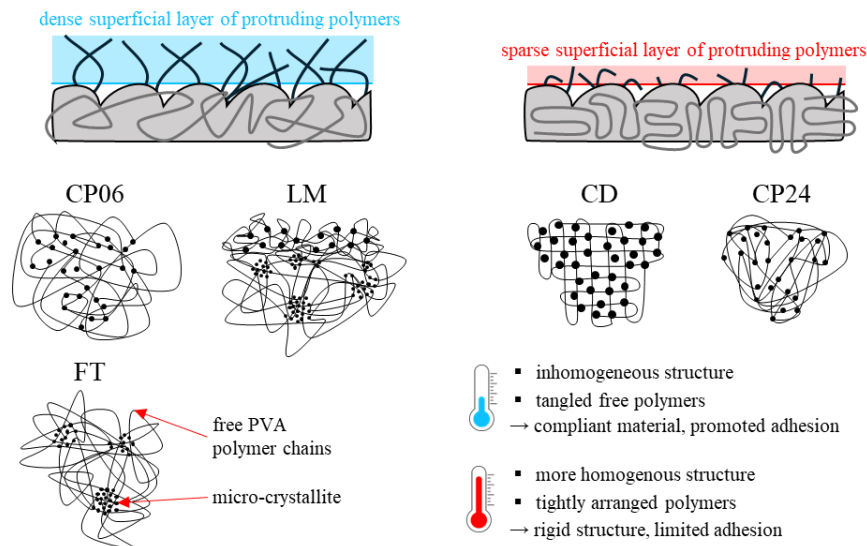 dense superficial layer of protruding polymers
sparse superficial layer of protruding polymers
CP06
LM
CD
CP24
FT
free PVA
polymer chains
micro-crystallite
▪ inhomogeneous structure
▪ tangled free polymers
→ compliant material, promoted adhesion
▪ more homogenous structure
▪ tightly arranged polymers
→ rigid structure, limited adhesion